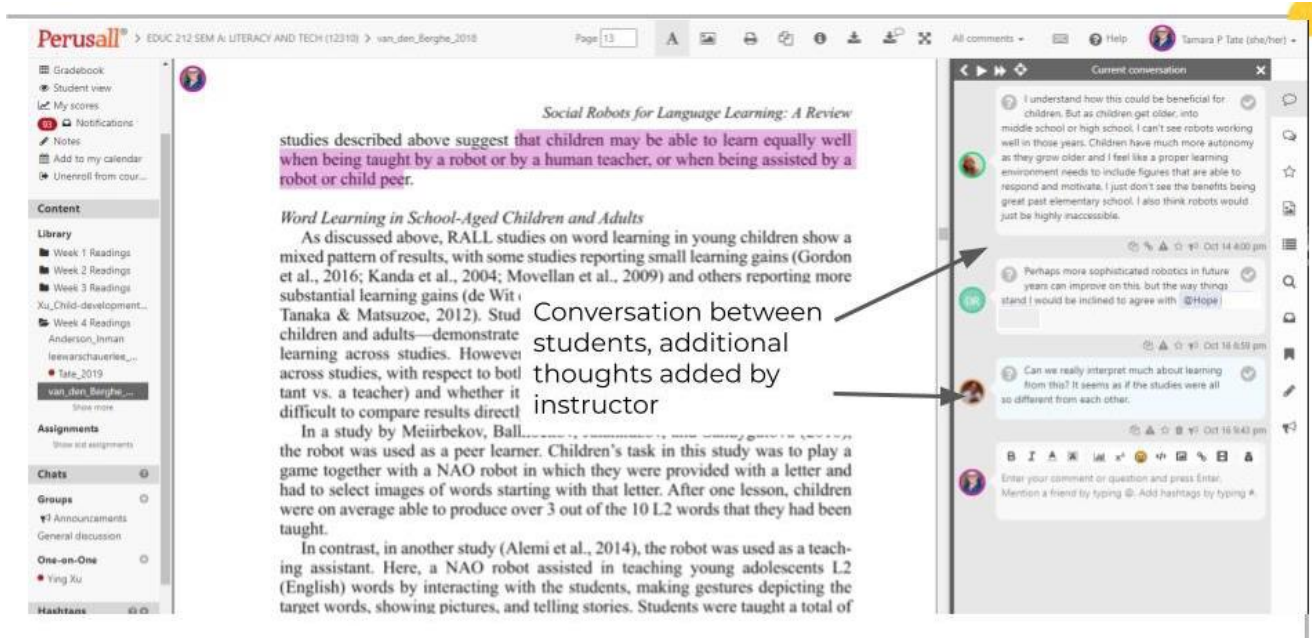 Perusall® > EDUC 212 SEM A: LITERACY AND TECH (12310) > van_den_Berghe_2018
Page 13
All comments
Help
Tamara P Tate (she/her)
Gradebook
Student view
My scores
93 Notifications
Notes
Add to my calendar
Unenroll from cour...
Content
Library
Week 1 Readings
Week 2 Readings
Week 3 Readings
Xu_Child-development...
Week 4 Readings
Anderson_Inman
leewarschauerlee_...
Tate_2019
van_den_Berghe_...
Show more
Assignments
Show old assignments
Chats
Groups
Announcements
General discussion
One-on-One
Ying Xu
Hashtags
Social Robots for Language Learning: A Review
studies described above suggest that children may be able to learn equally well
when being taught by a robot or by a human teacher, or when being assisted by a
robot or child peer.
Word Learning in School-Aged Children and Adults
As discussed above, RALL studies on word learning in young children show a
mixed pattern of results, with some studies reporting small learning gains (Gordon
et al., 2016; Kanda et al., 2004; Movellan et al., 2009) and others reporting more
substantial learning gains (de Wit
Tanaka & Matsuzoe, 2012). Stud
children and adults—demonstrate
learning across studies. However
across studies, with respect to botl
tant vs. a teacher) and whether it
difficult to compare results directl
In a study by Meiirbekov, Bal
the robot was used as a peer learner. Children's task in this study was to play a
game together with a NAO robot in which they were provided with a letter and
had to select images of words starting with that letter. After one lesson, children
were on average able to produce over 3 out of the 10 L2 words that they had been
taught.
In contrast, in another study (Alemi et al., 2014), the robot was used as a teach-
ing assistant. Here, a NAO robot assisted in teaching young adolescents L2
(English) words by interacting with the students, making gestures depicting the
target words, showing pictures, and telling stories. Students were taught a total of
Conversation between
students, additional
thoughts added by
instructor
Current conversation
I understand how this could be beneficial for
children. But as children get older, into
middle school or high school, I can't see robots working
well in those years. Children have much more autonomy
as they grow older and I feel like a proper learning
environment needs to include figures that are able to
respond and motivate. I just don't see the benefits being
great past elementary school. I also think robots would
just be highly inaccessible.
Oct 14 4:00 pm
Perhaps more sophisticated robotics in future
years can improve on this, but the way things
stand I would be inclined to agree with @Hope
Oct 16 6:59 pm
Can we really interpret much about learning
from this? It seems as if the studies were all
so different from each other.
Oct 16 9:43 pm
Enter your comment or question and press Enter.
Mention a friend by typing @. Add hashtags by typing #.